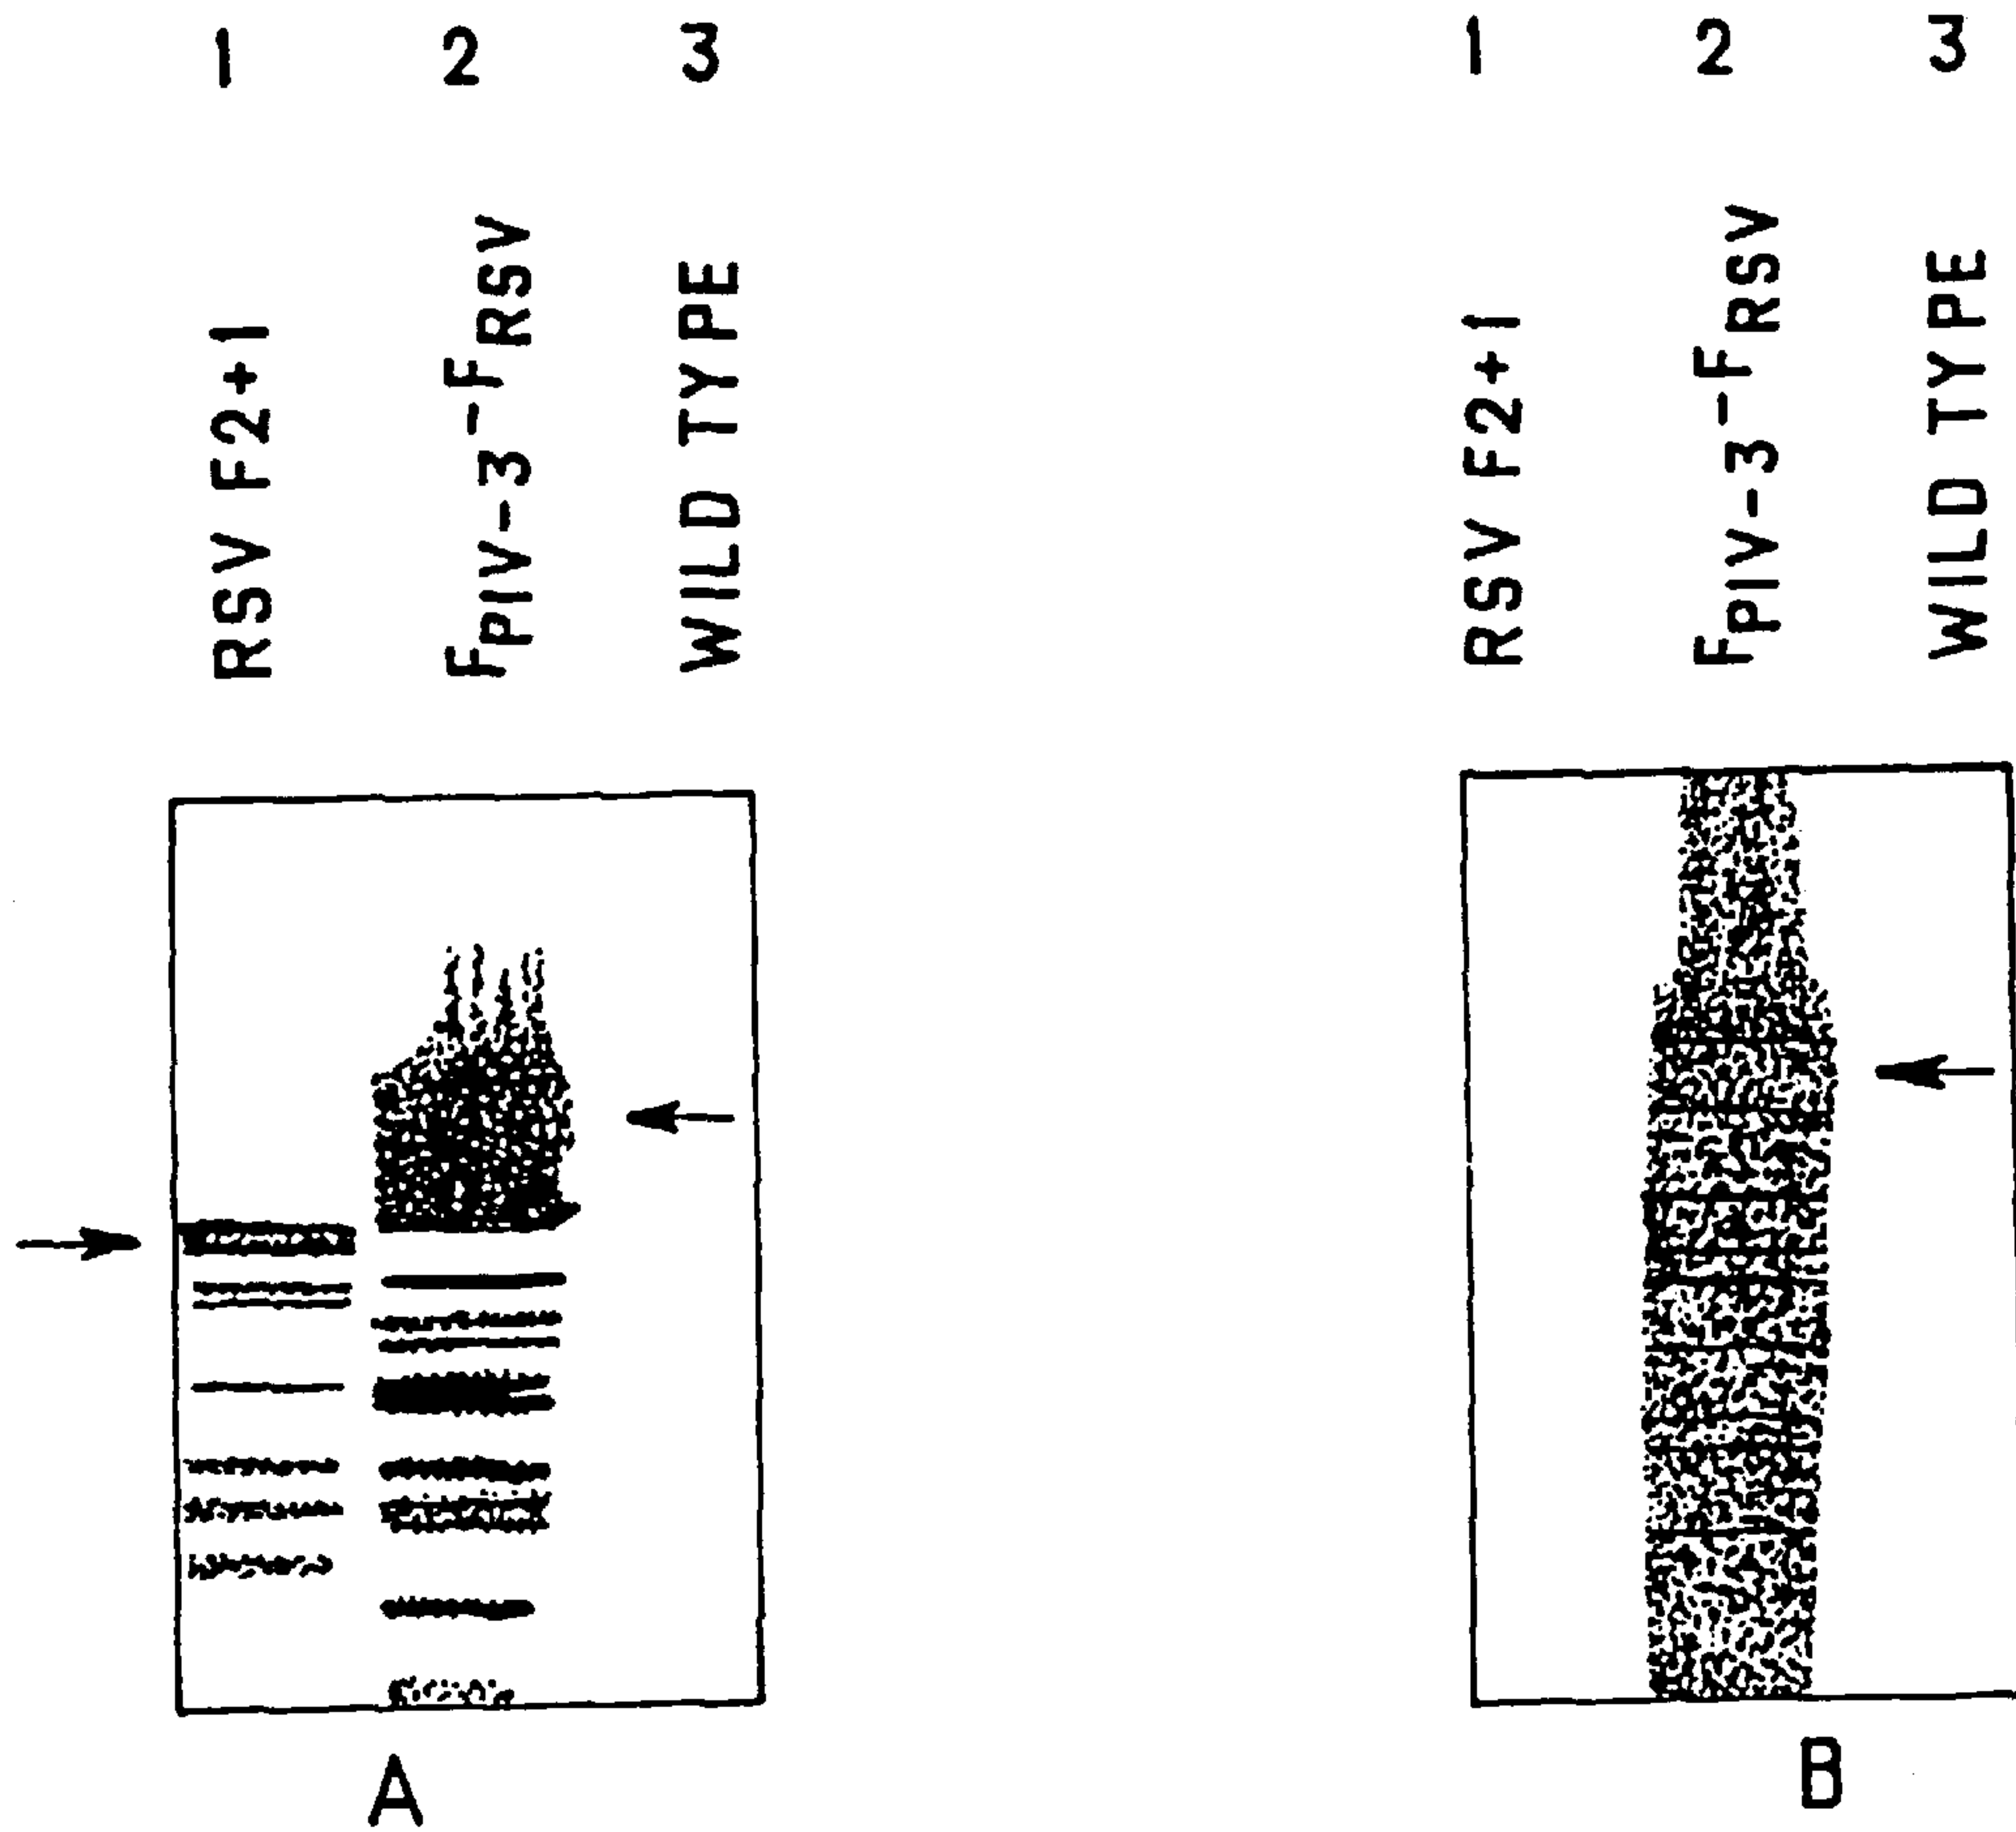 1 2 3
RSV F2+1
FPIV-3-FRSV
WILD TYPE
A
1 2 3
RSV F2+1
FPIV-3-FRSV
WILD TYPE
B